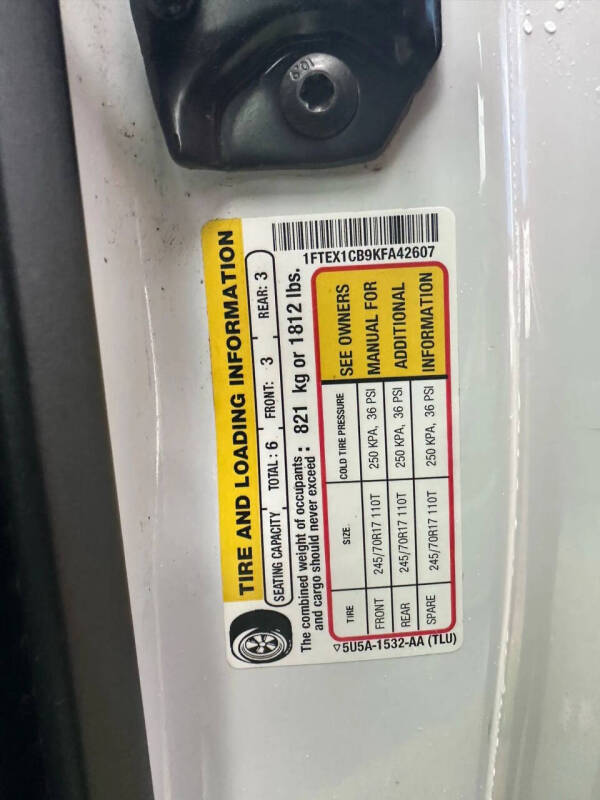 10.9
1FTEX1CB9KFA42607
TIRE AND LOADING INFORMATION
SEATING CAPACITY TOTAL: 6 FRONT: 3 REAR: 3
The combined weight of occupants
and cargo should never exceed : 821 kg or 1812 lbs.
TIRE SIZE COLD TIRE PRESSURE
FRONT 245/70R17 110T 250 KPA, 36 PSI
REAR 245/70R17 110T 250 KPA, 36 PSI
SPARE 245/70R17 110T 250 KPA, 36 PSI
SEE OWNERS
MANUAL FOR
ADDITIONAL
INFORMATION
5U5A-1532-AA (TLU)